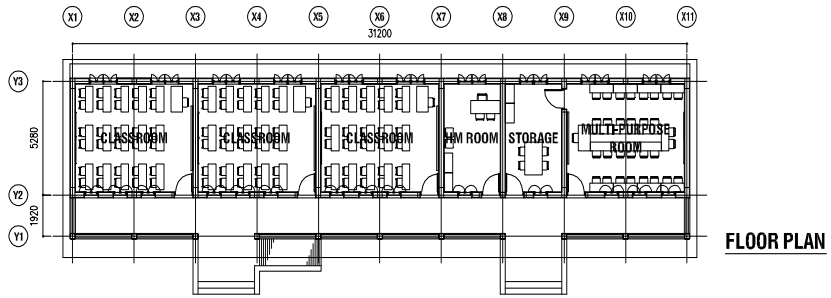 X1 X2 X3 X4 X5 X6 X7 X8 X9 X10 X11
31200
Y3
5280
CLASSROOM CLASSROOM CLASSROOM HM ROOM STORAGE MULTI-PURPOSE
ROOM
Y2
1920
Y1
FLOOR PLAN